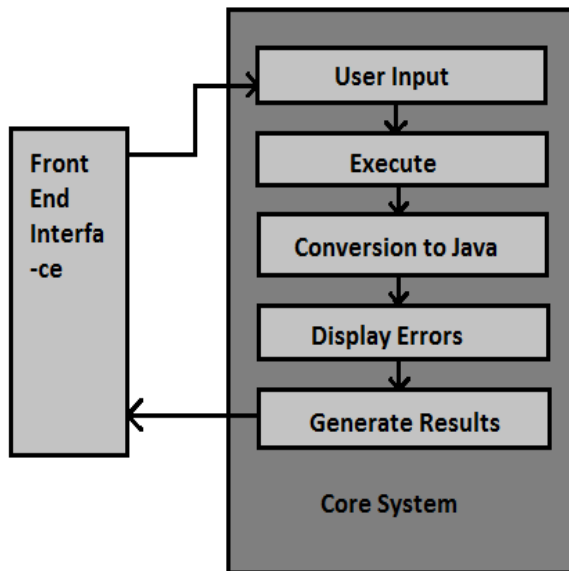 Front
End
Interfa
-ce
User Input
Execute
Conversion to Java
Display Errors
Generate Results
Core System